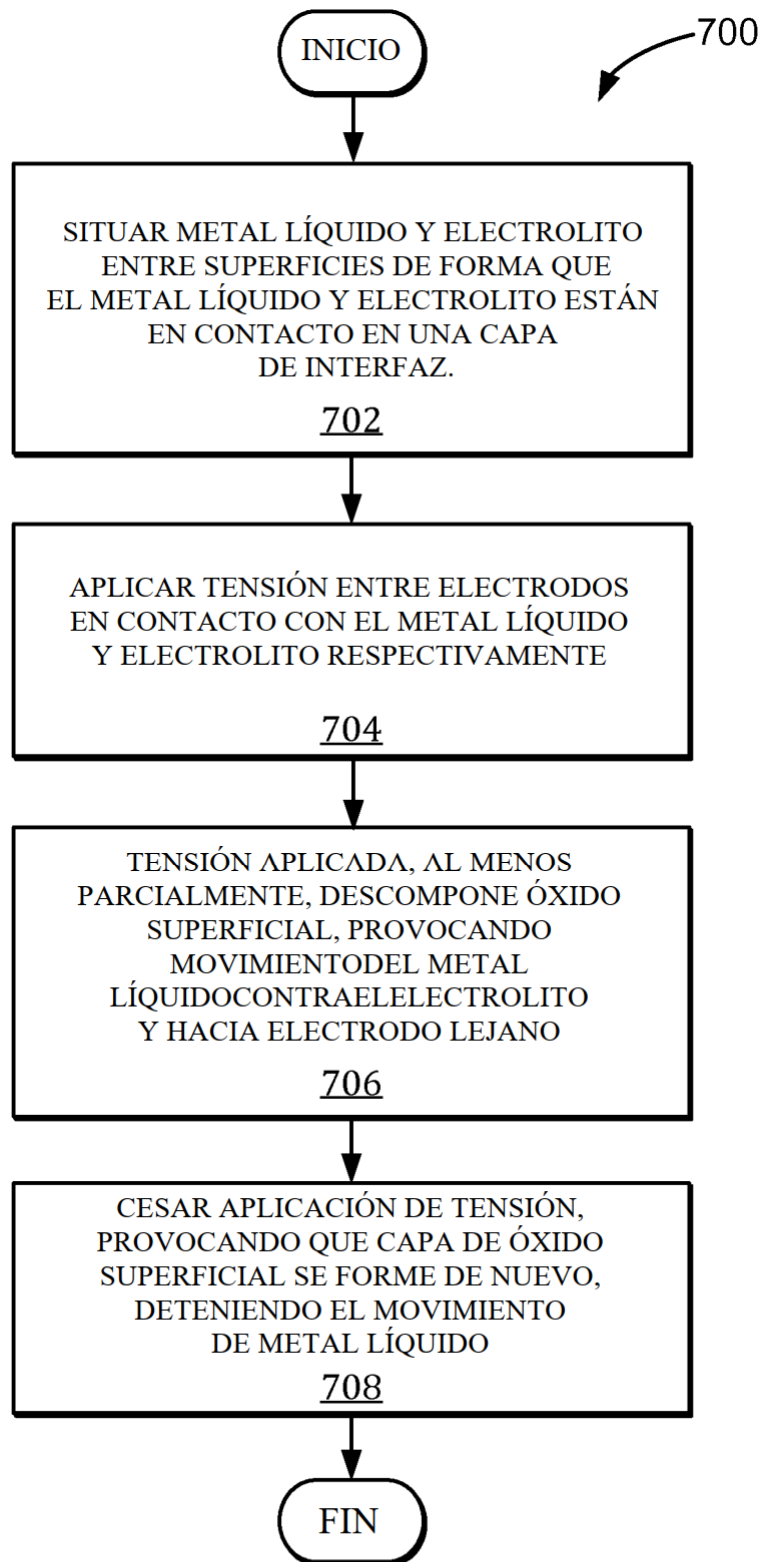 INICIO
700
SITUAR METAL LÍQUIDO Y ELECTROLITO
ENTRE SUPERFICIES DE FORMA QUE
EL METAL LÍQUIDO Y ELECTROLITO ESTÁN
EN CONTACTO EN UNA CAPA
DE INTERFAZ.
702
APLICAR TENSIÓN ENTRE ELECTRODOS
EN CONTACTO CON EL METAL LÍQUIDO
Y ELECTROLITO RESPECTIVAMENTE
704
TENSIÓN APLICADA, AL MENOS
PARCIALMENTE, DESCOMPONE ÓXIDO
SUPERFICIAL, PROVOCANDO
MOVIMIENTODEL METAL
LÍQUIDOCONTRAELELECTROLITO
Y HACIA ELECTRODO LEJANO
706
CESAR APLICACIÓN DE TENSIÓN,
PROVOCANDO QUE CAPA DE ÓXIDO
SUPERFICIAL SE FORME DE NUEVO,
DETENIENDO EL MOVIMIENTO
DE METAL LÍQUIDO
708
FIN